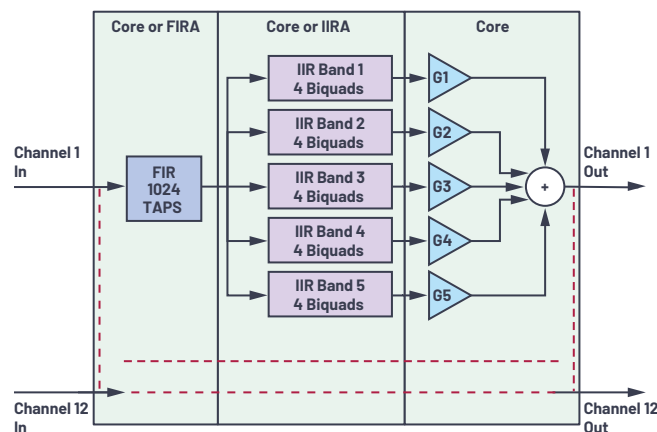 Core or FIRA
Core or IIRA
Core
IIR Band 1
4 Biquads
G1
IIR Band 2
4 Biquads
G2
Channel 1
In
FIR
1024
TAPS
IIR Band 3
4 Biquads
G3
+
Channel 1
Out
IIR Band 4
4 Biquads
G4
IIR Band 5
4 Biquads
G5
Channel 12
In
Channel 12
Out